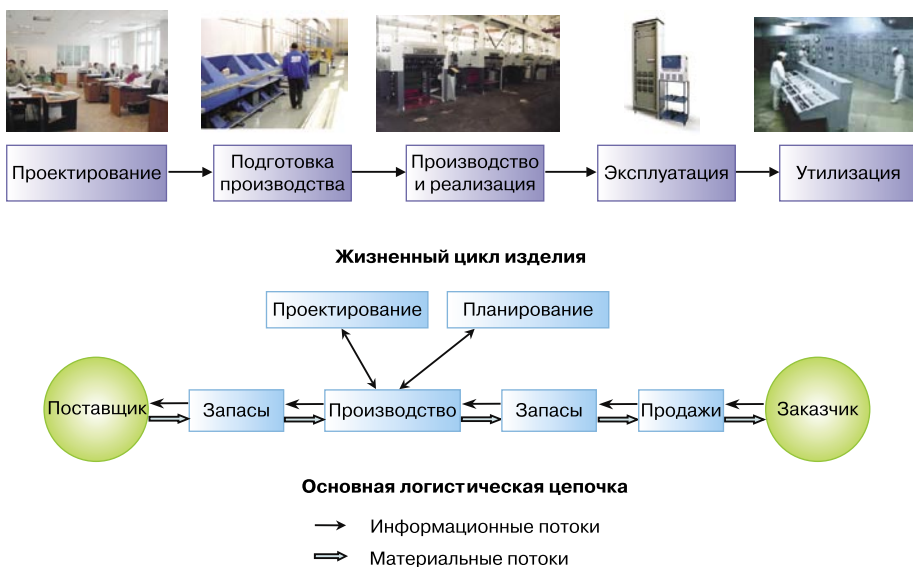 Проектирование
Подготовка
производства
Производство
и реализация
Эксплуатация
Утилизация
Жизненный цикл изделия
Проектирование
Планирование
Поставщик
Запасы
Производство
Запасы
Продажи
Заказчик
Основная логистическая цепочка
Информационные потоки
Материальные потоки